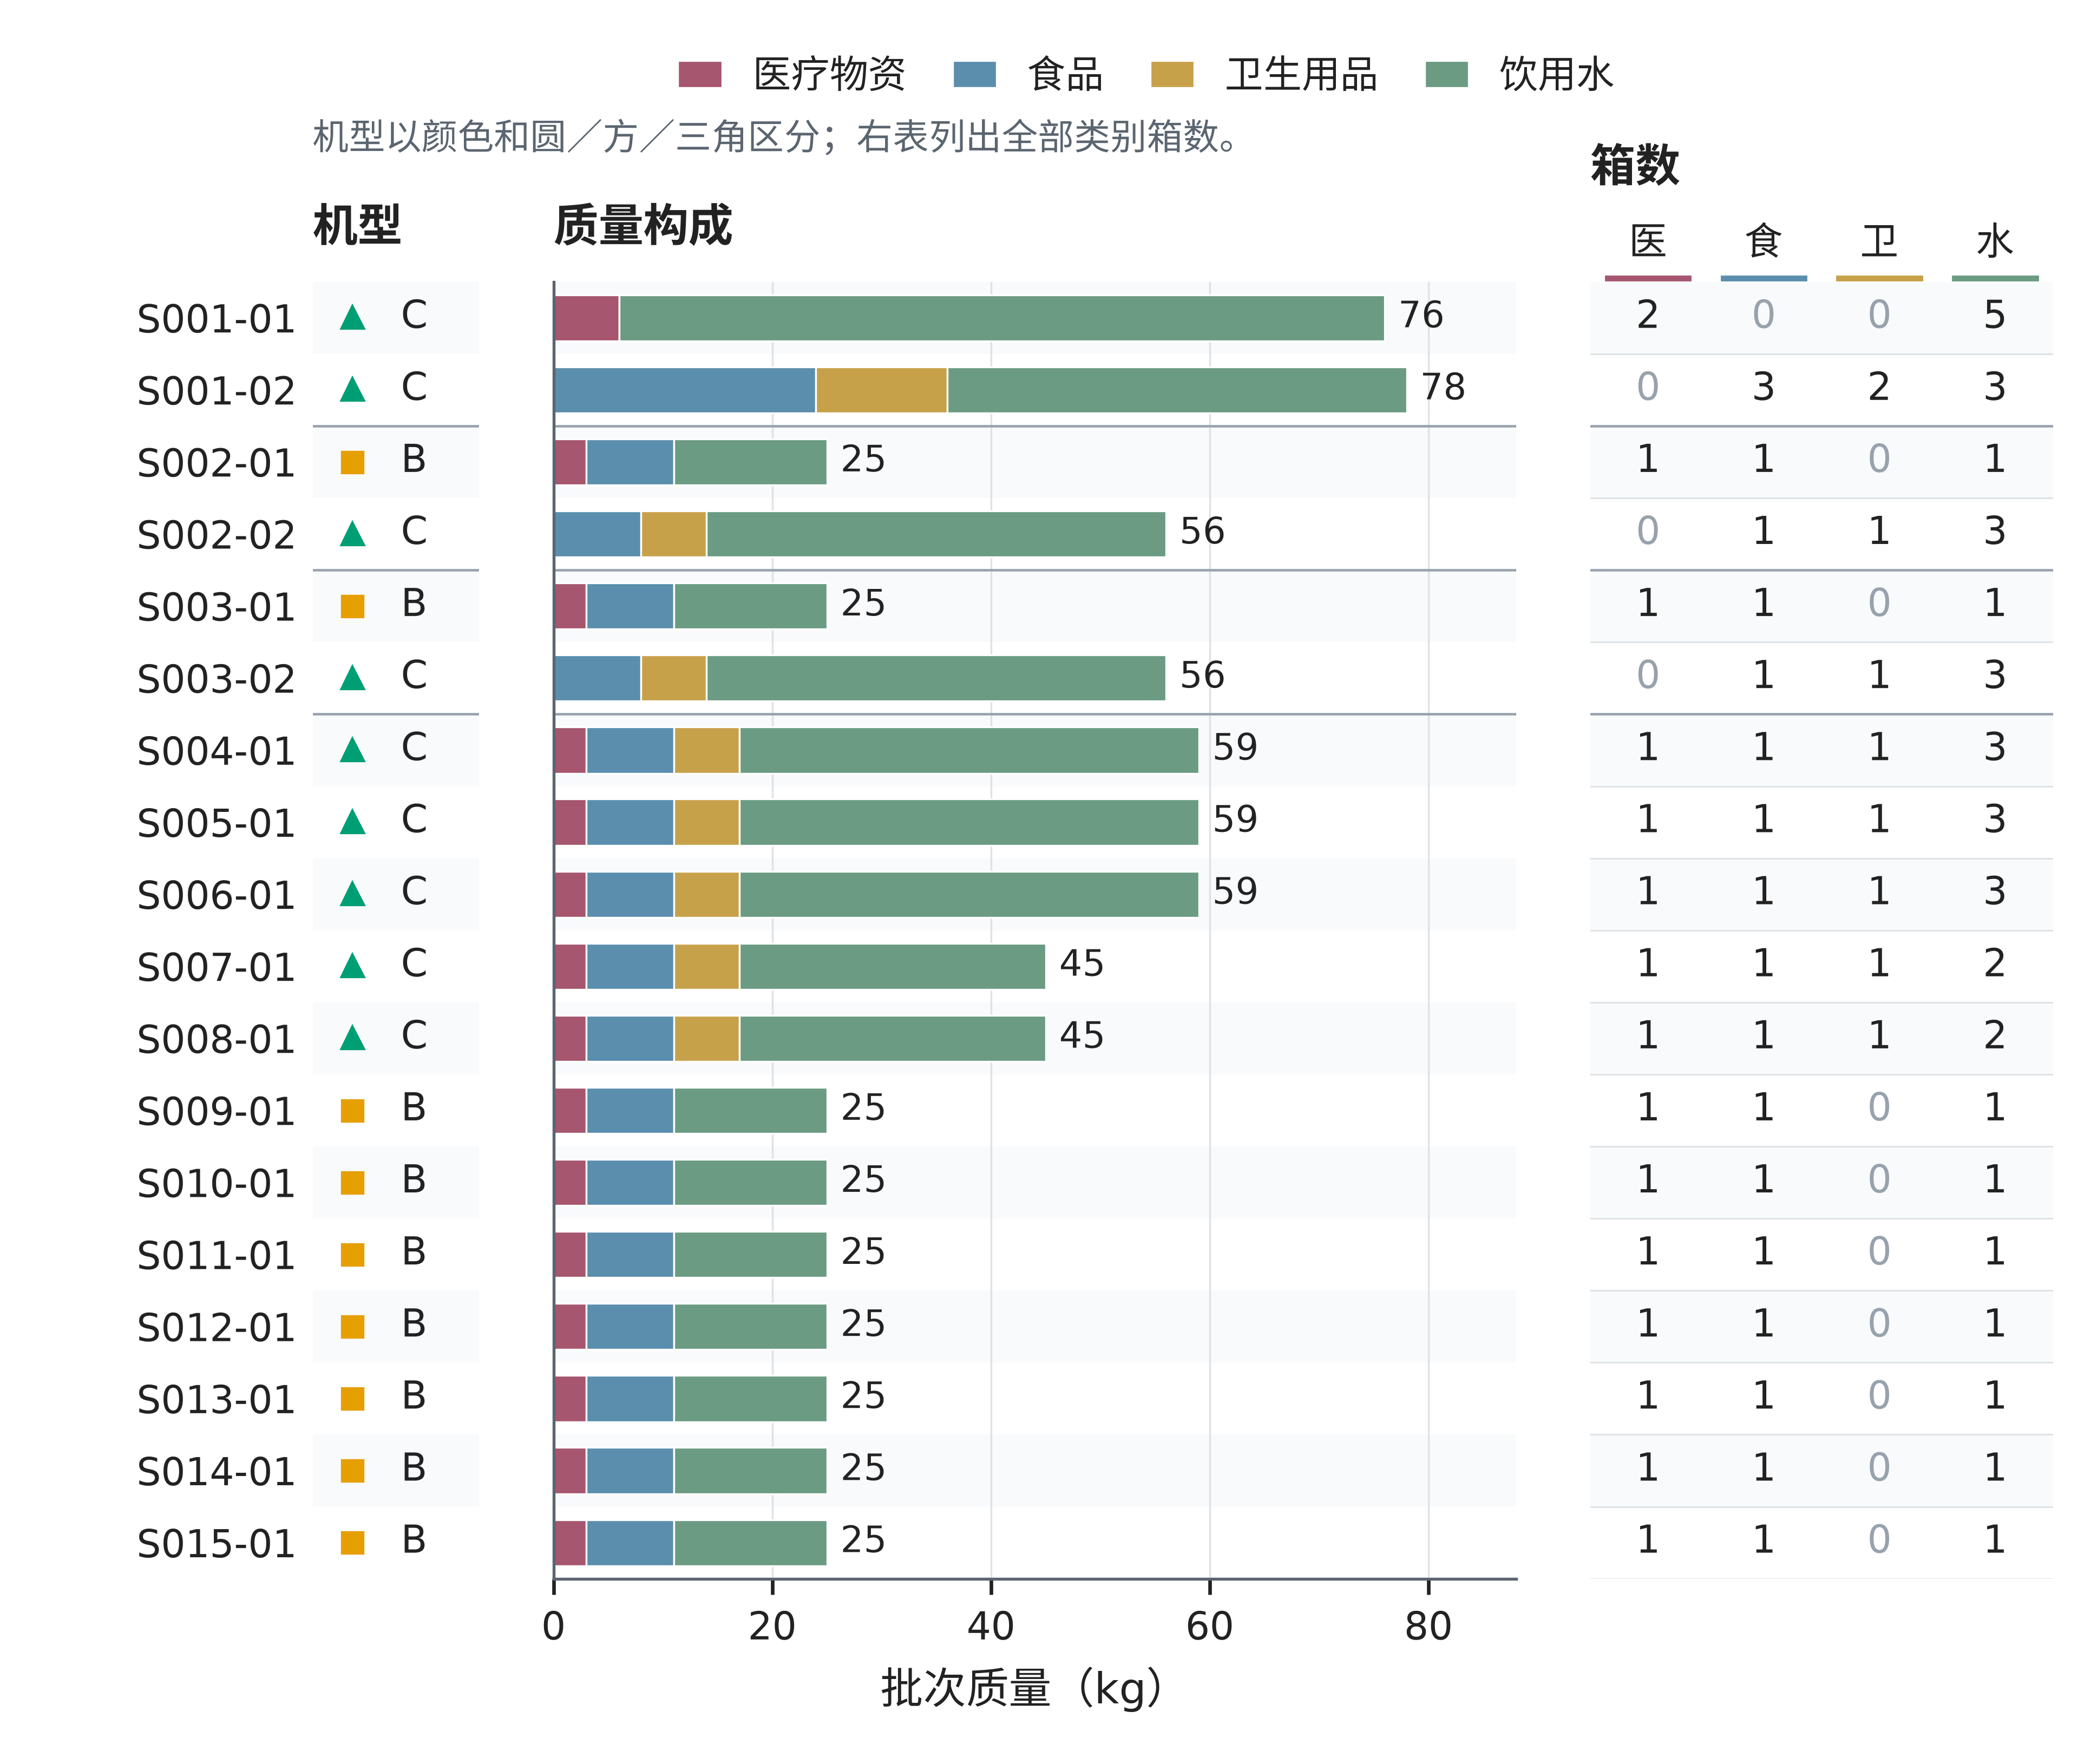 医疗物资 食品 卫生用品 饮用水
机型以颜色和圆／方／三角区分；右表列出全部类别箱数。
箱数
机型 质量构成
医 食 卫 水
S001-01 C 76 2 0 0 5
S001-02 C 78 0 3 2 3
S002-01 B 25 1 1 0 1
S002-02 C 56 0 1 1 3
S003-01 B 25 1 1 0 1
S003-02 C 56 0 1 1 3
S004-01 C 59 1 1 1 3
S005-01 C 59 1 1 1 3
S006-01 C 59 1 1 1 3
S007-01 C 45 1 1 1 2
S008-01 C 45 1 1 1 2
S009-01 B 25 1 1 0 1
S010-01 B 25 1 1 0 1
S011-01 B 25 1 1 0 1
S012-01 B 25 1 1 0 1
S013-01 B 25 1 1 0 1
S014-01 B 25 1 1 0 1
S015-01 B 25 1 1 0 1
0 20 40 60 80
批次质量（kg）